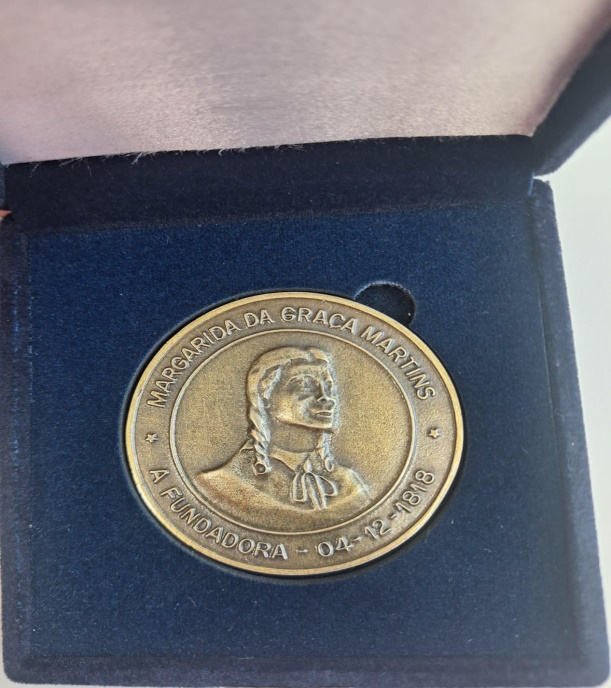 MARGARIDA DA GRAÇA MARTINS
A FUNDADORA - 04-12-1818